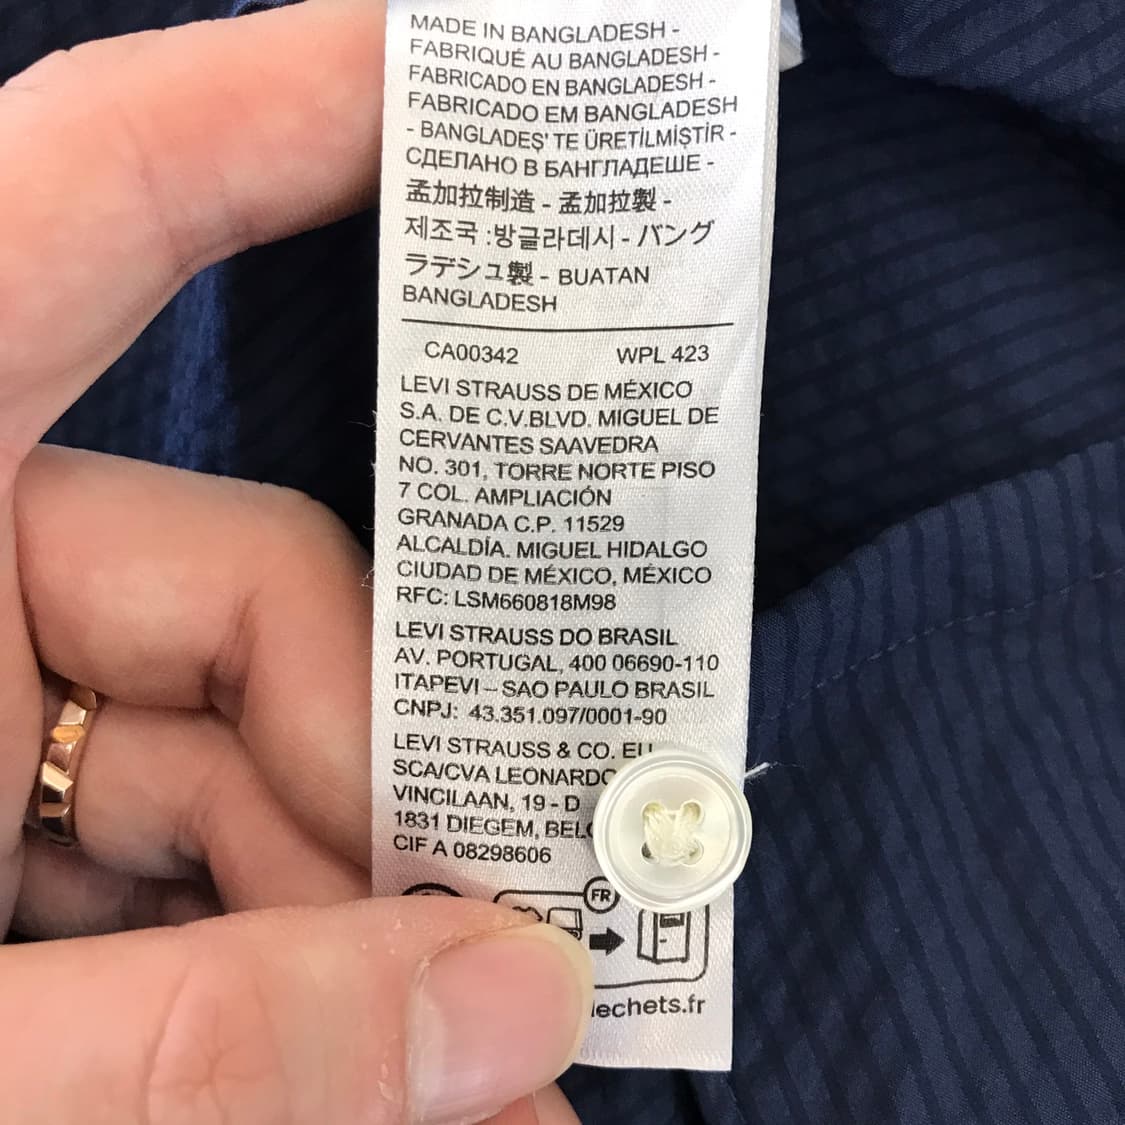 MADE IN BANGLADESH -
FABRIQUÉ AU BANGLADESH -
FABRICADO EN BANGLADESH -
FABRICADO EM BANGLADESH
- BANGLADEŞ' TE ÜRETİLMİŞTİR -
СДЕЛАНО В БАНГЛАДЕШЕ -
孟加拉制造 - 孟加拉製 -
제조국 :방글라데시 - バング
ラデシュ製 - BUATAN
BANGLADESH
CA00342 WPL 423
LEVI STRAUSS DE MÉXICO
S.A. DE C.V.BLVD. MIGUEL DE
CERVANTES SAAVEDRA
NO. 301, TORRE NORTE PISO
7 COL. AMPLIACIÓN
GRANADA C.P. 11529
ALCALDÍA. MIGUEL HIDALGO
CIUDAD DE MÉXICO, MÉXICO
RFC: LSM660818M98
LEVI STRAUSS DO BRASIL
AV. PORTUGAL, 400 06690-110
ITAPEVI – SAO PAULO BRASIL
CNPJ: 43.351.097/0001-90
LEVI STRAUSS & CO.
SCA/CVA
VINCILAAN, 19 - D
1831 DIEGEM,
CIF A 08298606
FR